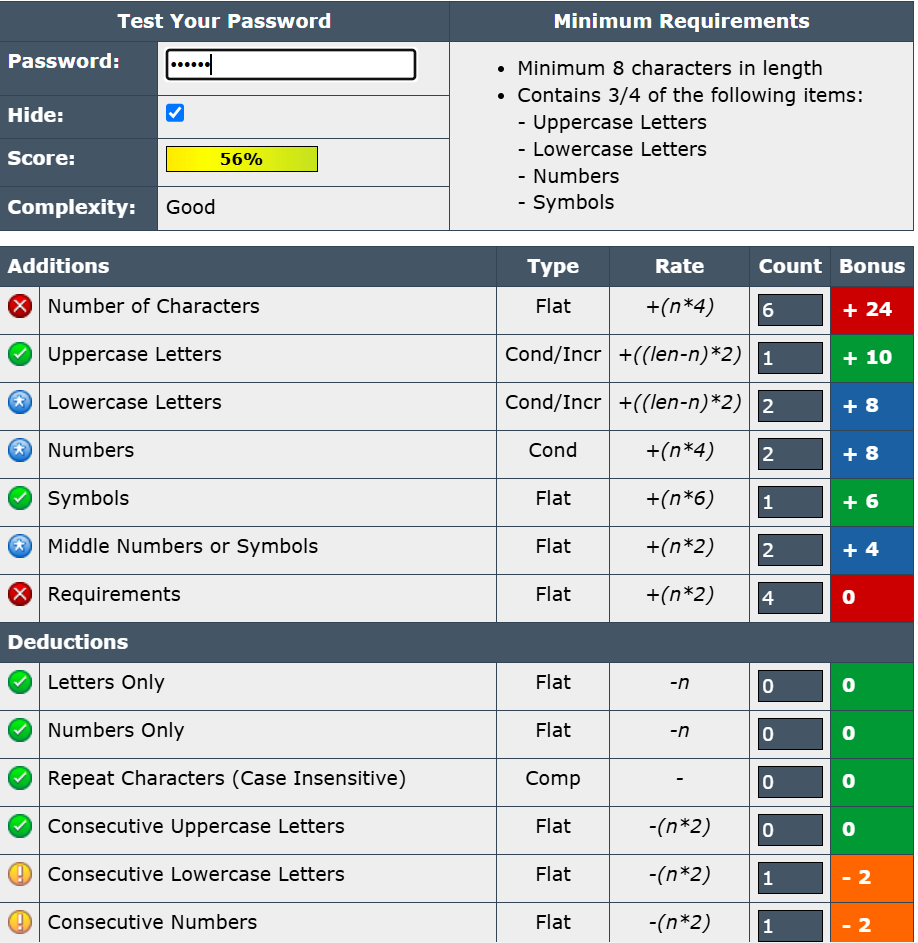 Test Your Password
Minimum Requirements
Password:
••••••
Hide:
Score:
56%
Complexity:
Good
• Minimum 8 characters in length
• Contains 3/4 of the following items:
- Uppercase Letters
- Lowercase Letters
- Numbers
- Symbols
Additions Type Rate Count Bonus
Number of Characters Flat +(n*4) 6 + 24
Uppercase Letters Cond/Incr +((len-n)*2) 1 + 10
Lowercase Letters Cond/Incr +((len-n)*2) 2 + 8
Numbers Cond +(n*4) 2 + 8
Symbols Flat +(n*6) 1 + 6
Middle Numbers or Symbols Flat +(n*2) 2 + 4
Requirements Flat +(n*2) 4 0
Deductions
Letters Only Flat -n 0 0
Numbers Only Flat -n 0 0
Repeat Characters (Case Insensitive) Comp - 0 0
Consecutive Uppercase Letters Flat -(n*2) 0 0
Consecutive Lowercase Letters Flat -(n*2) 1 - 2
Consecutive Numbers Flat -(n*2) 1 - 2